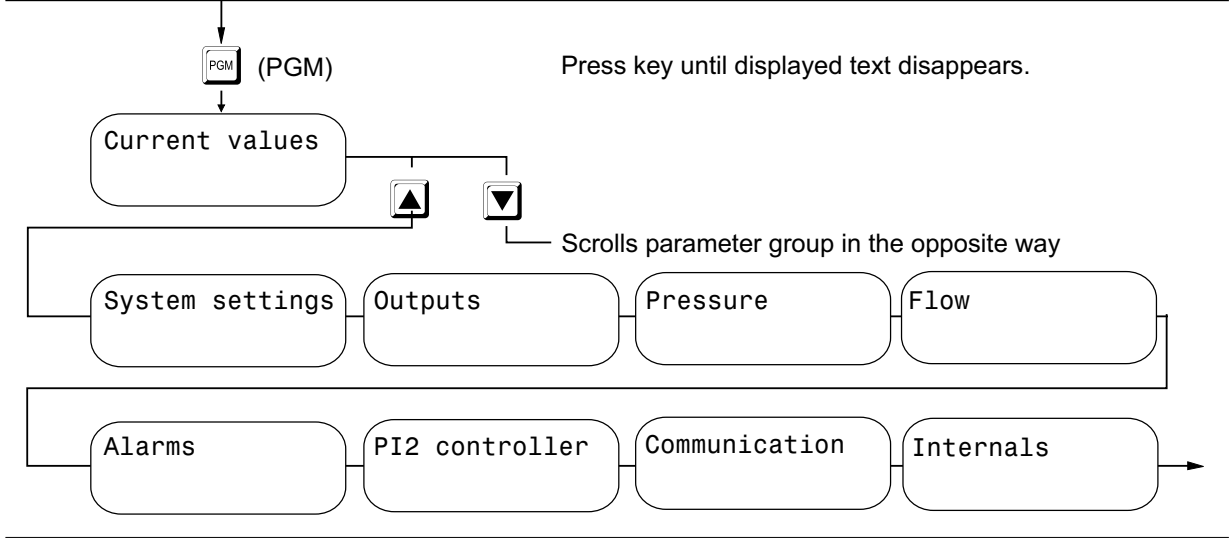 PGM (PGM) Press key until displayed text disappears.
Current values
Scrolls parameter group in the opposite way
System settings Outputs Pressure Flow
Alarms PI2 controller Communication Internals